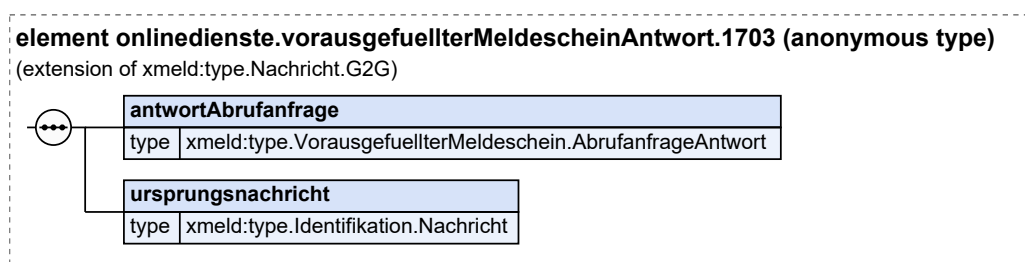 element onlinedienste.vorausgefuellterMeldescheinAntwort.1703 (anonymous type)
(extension of xmeld:type.Nachricht.G2G)
antwortAbrufanfrage
type xmeld:type.VorausgefuellterMeldeschein.AbrufanfrageAntwort
ursprungsnachricht
type xmeld:type.Identifikation.Nachricht